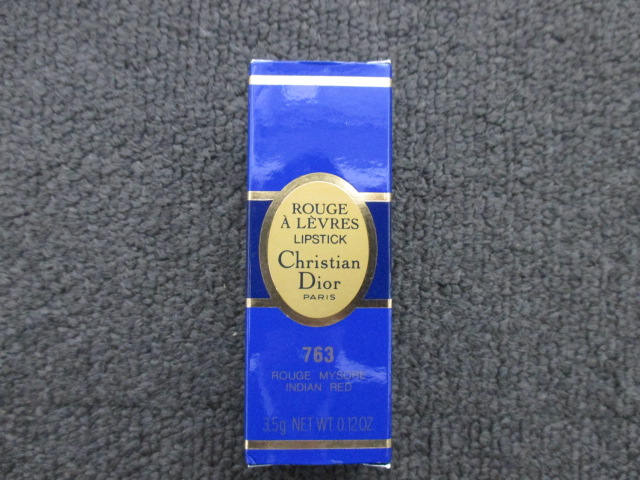 ROUGE
À LÈVRES
LIPSTICK
Christian
Dior
PARIS
763
ROUGE MYSORE
INDIAN RED
3.5g NET WT. 0.12 OZ.